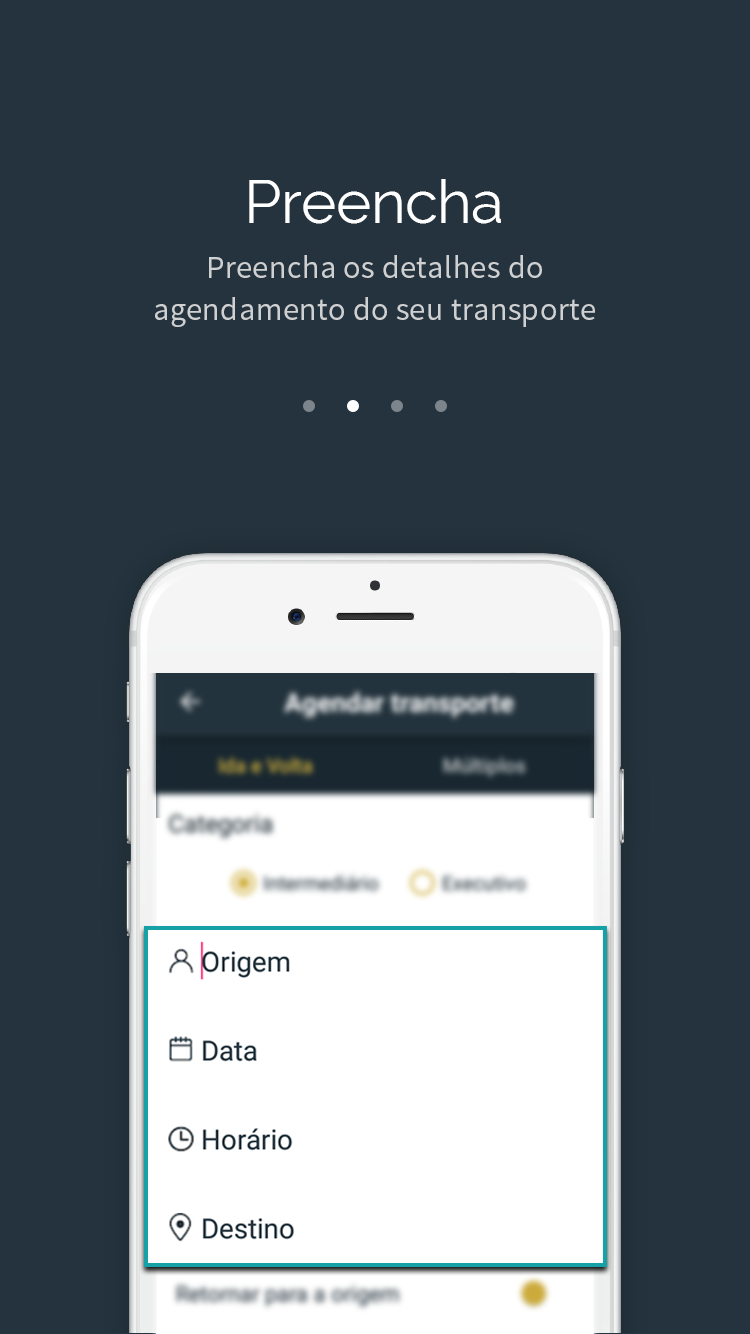 Preencha
Preencha os detalhes do
agendamento do seu transporte
Agendar transporte
Ida e Volta
Múltiplos
Categoria
Intermediário
Executivo
Origem
Data
Horário
Destino
Retornar para a origem